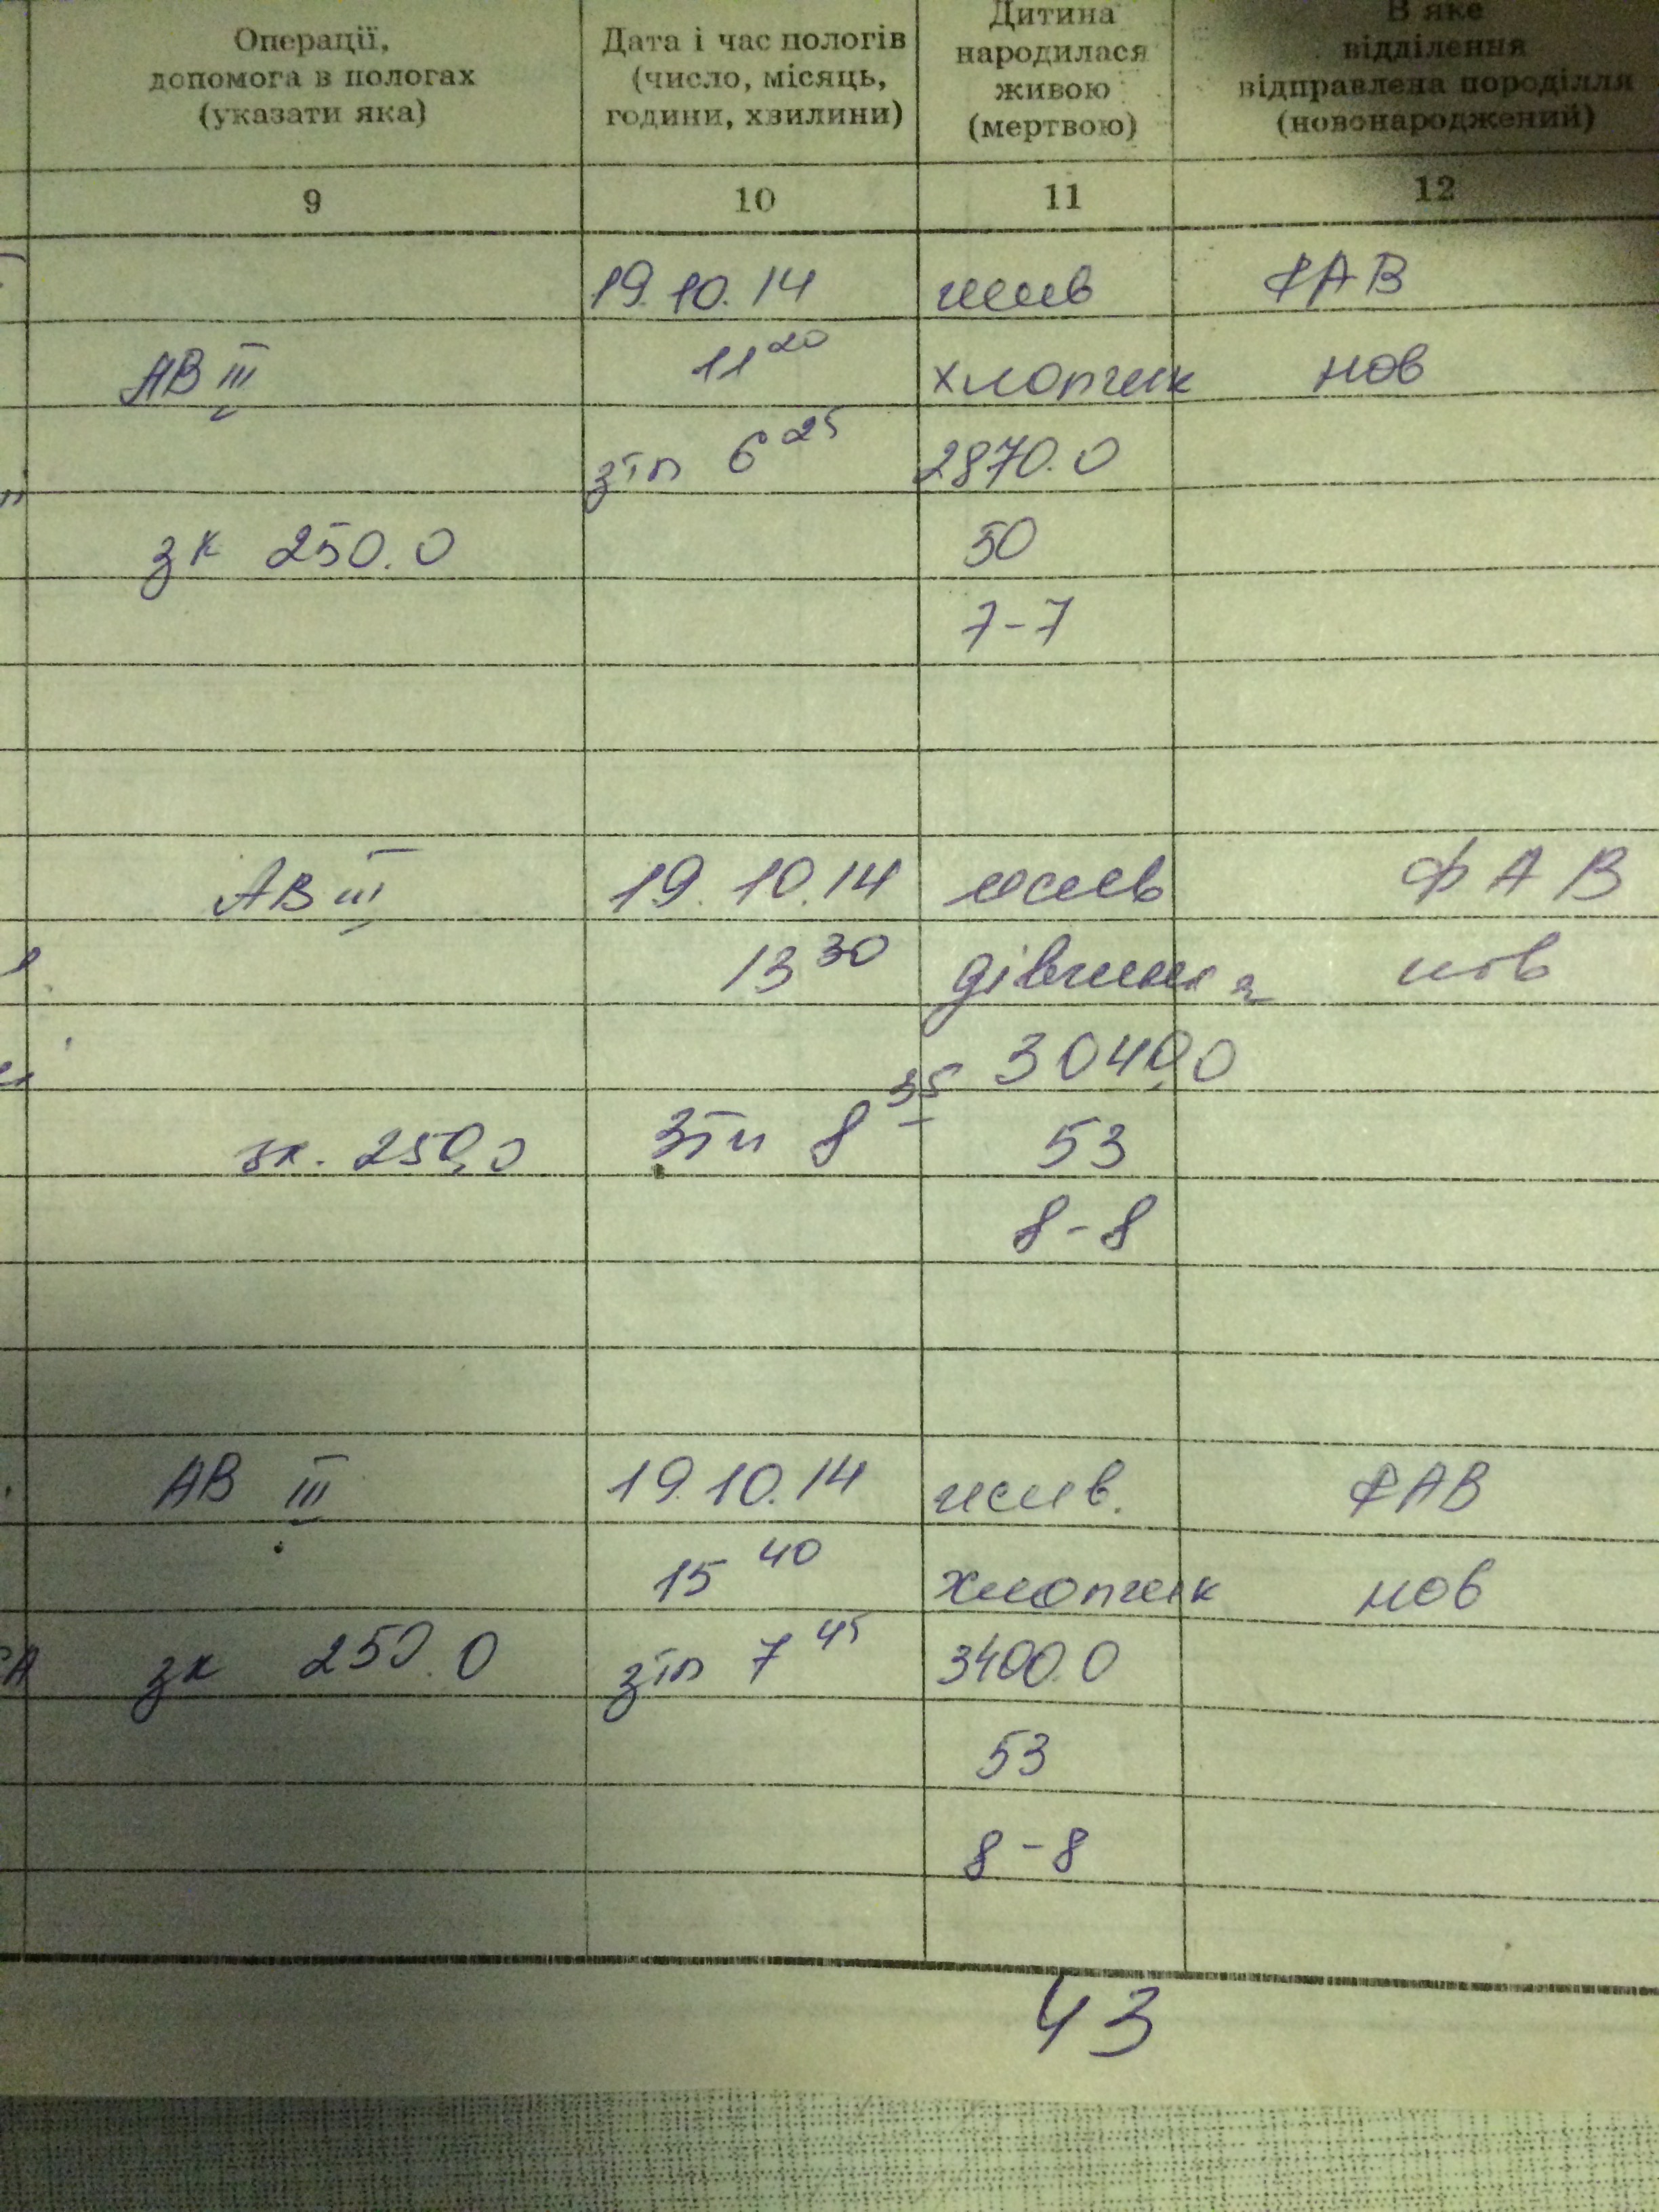 Операції,
допомога в пологах
(указати яка)
Дата і час пологів
(число, місяць,
години, хвилини)
Дитина
народилася
живою
(мертвою)
В яке
відділення
відправлена породілля
(новонароджений)
9 10 11 12
19.10.14 жив ФАВ
АВ III 11 20 хлопчик нов
зіп 6 25 2870.0
зк 250.0 50
7-7
АВ III 19.10.14 жив ФАВ
13 30 дівчинка нов
3040,0
зк. 250,0 зіп 8 35 53
8-8
АВ III 19.10.14 жив. ФАВ
15 40 хлопчик нов
зк 250.0 зіп 7 45 3400.0
53
8-8
43